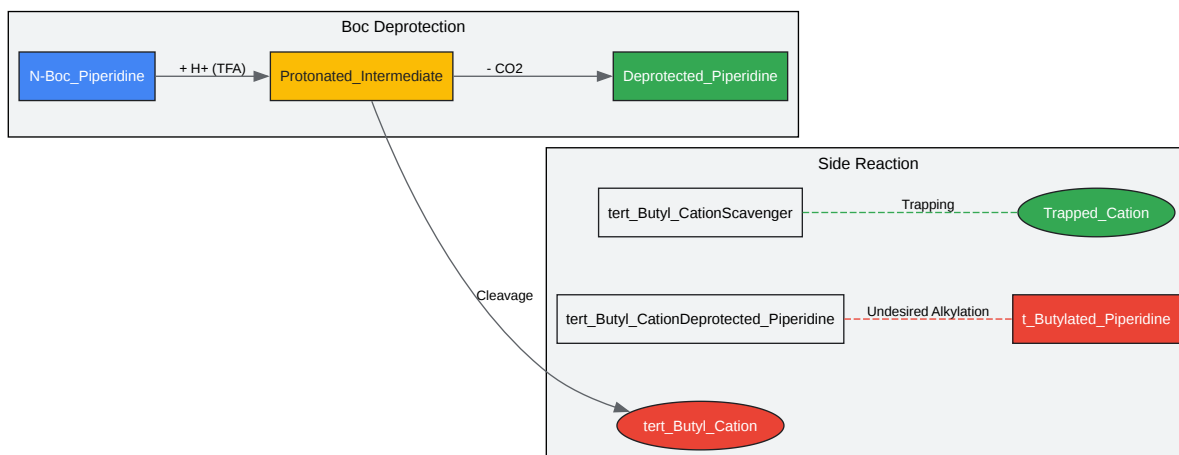 Boc Deprotection
N-Boc_Piperidine
+ H+ (TFA)
Protonated_Intermediate
- CO2
Deprotected_Piperidine
Side Reaction
tert_Butyl_CationScavenger
Trapping
Trapped_Cation
Cleavage
tert_Butyl_CationDeprotected_Piperidine
Undesired Alkylation
t_Butylated_Piperidine
tert_Butyl_Cation